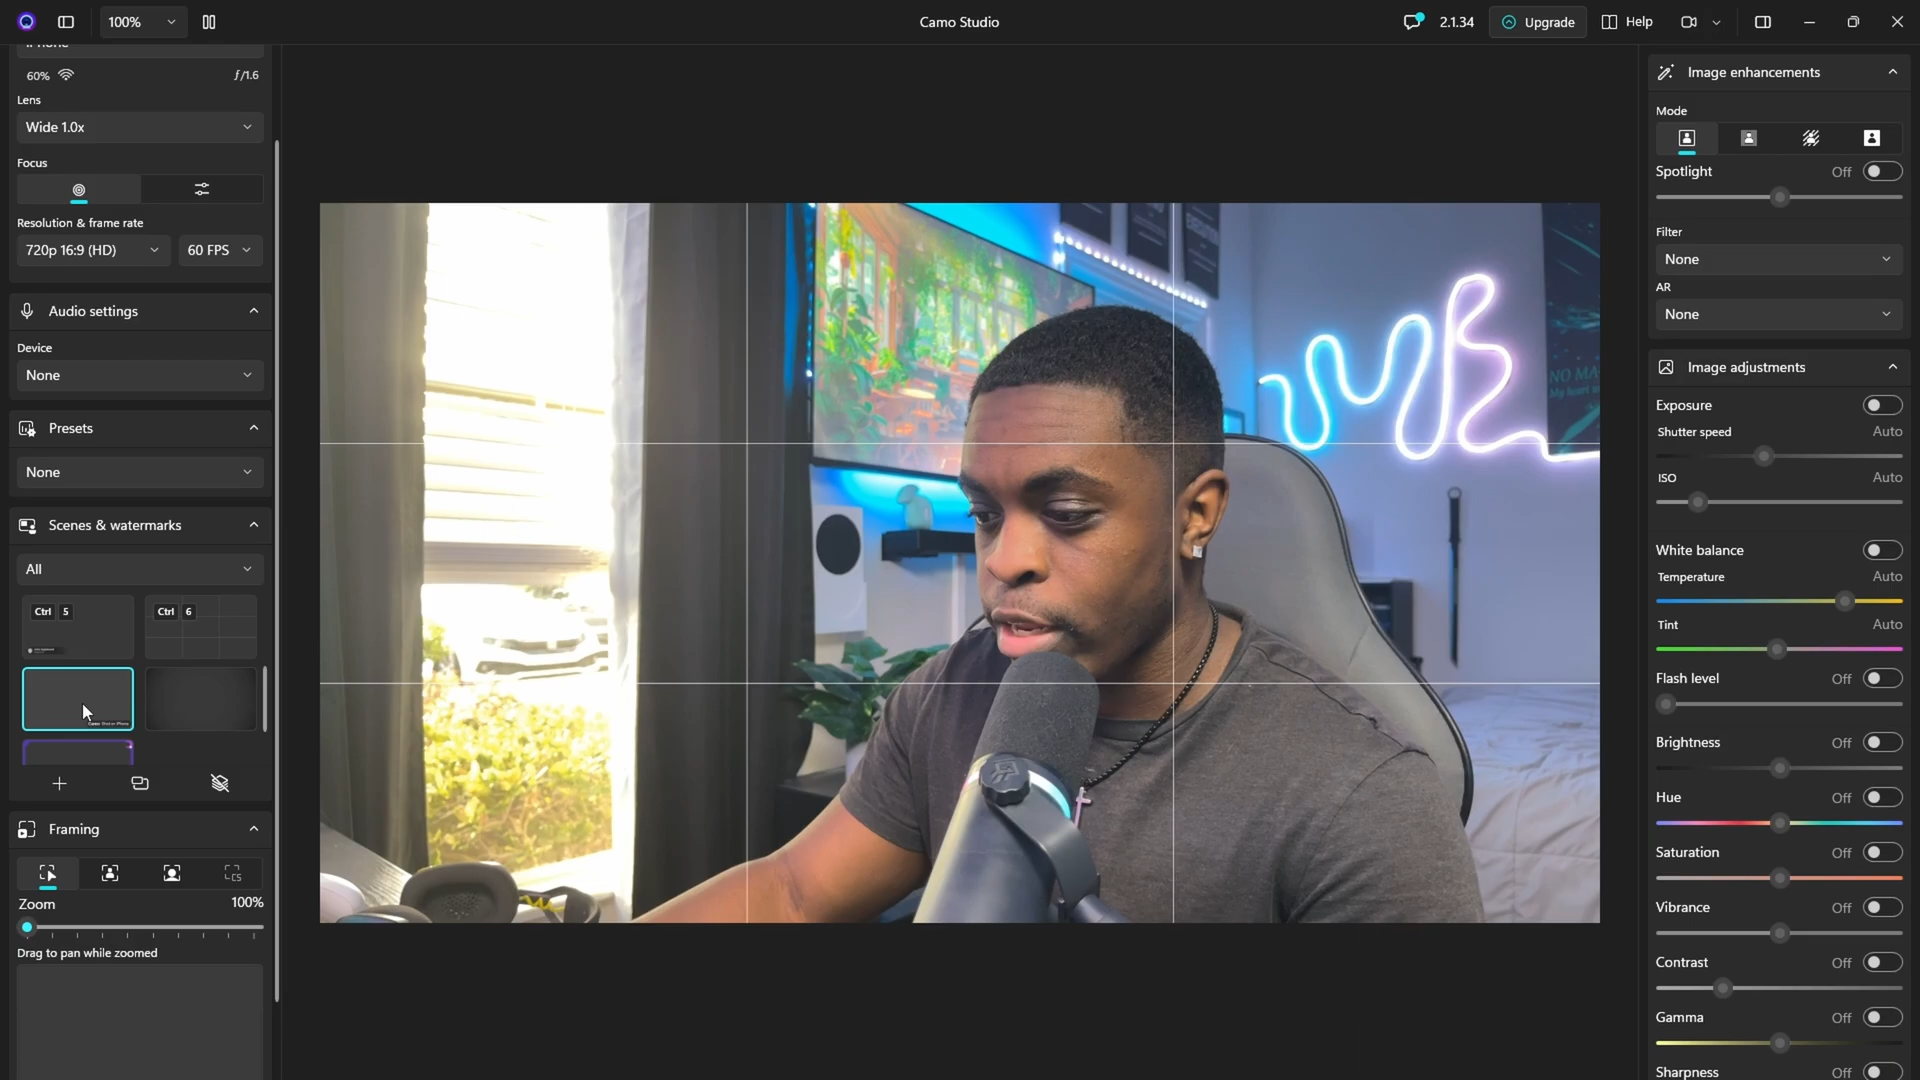 100%
Camo Studio
2.1.34
Upgrade
Help
60%
ƒ/1.6
Lens
Wide 1.0x
Focus
Resolution & frame rate
720p 16:9 (HD)
60 FPS
Audio settings
Device
None
Presets
None
Scenes & watermarks
All
Ctrl 5
Ctrl 6
Framing
Zoom
100%
Drag to pan while zoomed
NO MA
Image enhancements
Mode
Spotlight
Off
Filter
None
AR
None
Image adjustments
Exposure
Shutter speed
Auto
ISO
Auto
White balance
Temperature
Auto
Tint
Auto
Flash level
Off
Brightness
Off
Hue
Off
Saturation
Off
Vibrance
Off
Contrast
Off
Gamma
Off
Sharpness
Off